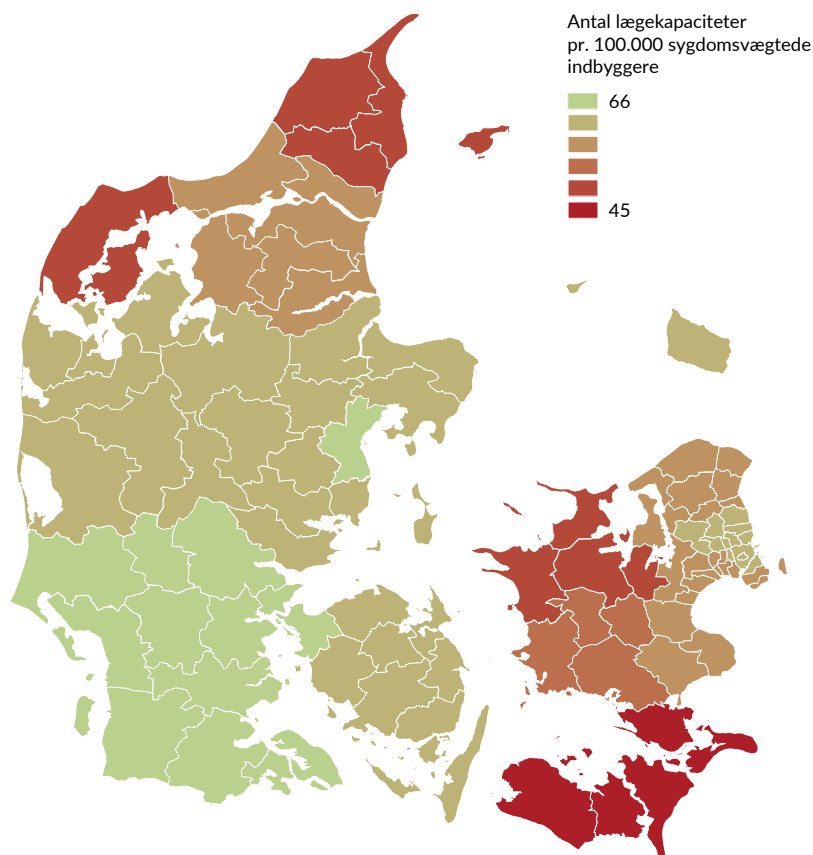 Antal lægekapaciteter
pr. 100.000 sygdomsvægtede
indbyggere
66
45